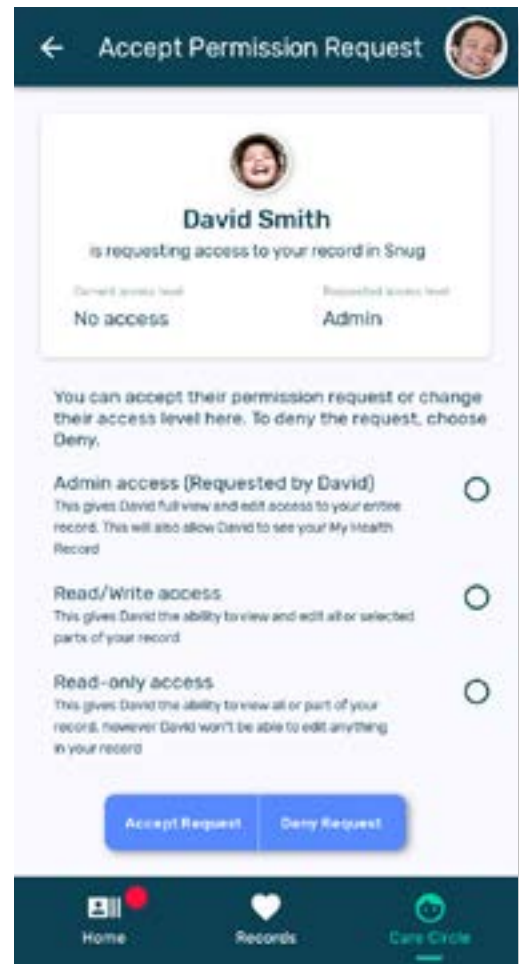 Accept Permission Request
David Smith
is requesting access to your record in Snug
Current access level
Requested access level
No access
Admin
You can accept their permission request or change
their access level here. To deny the request, choose
Deny.
Admin access (Requested by David)
This gives David full view and edit access to your entire
record. This will also allow David to see your My Health
Record
Read/Write access
This gives David the ability to view and edit all or selected
parts of your record
Read-only access
This gives David the ability to view all or part of your
record, however David won't be able to edit anything
in your record
Accept Request
Deny Request
Home
Records
Care Circle